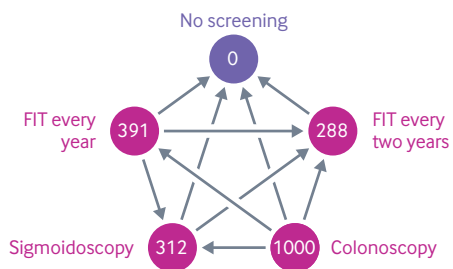 No screening
0
FIT every
year
391
288
FIT every
two years
Sigmoidoscopy
312
1000
Colonoscopy